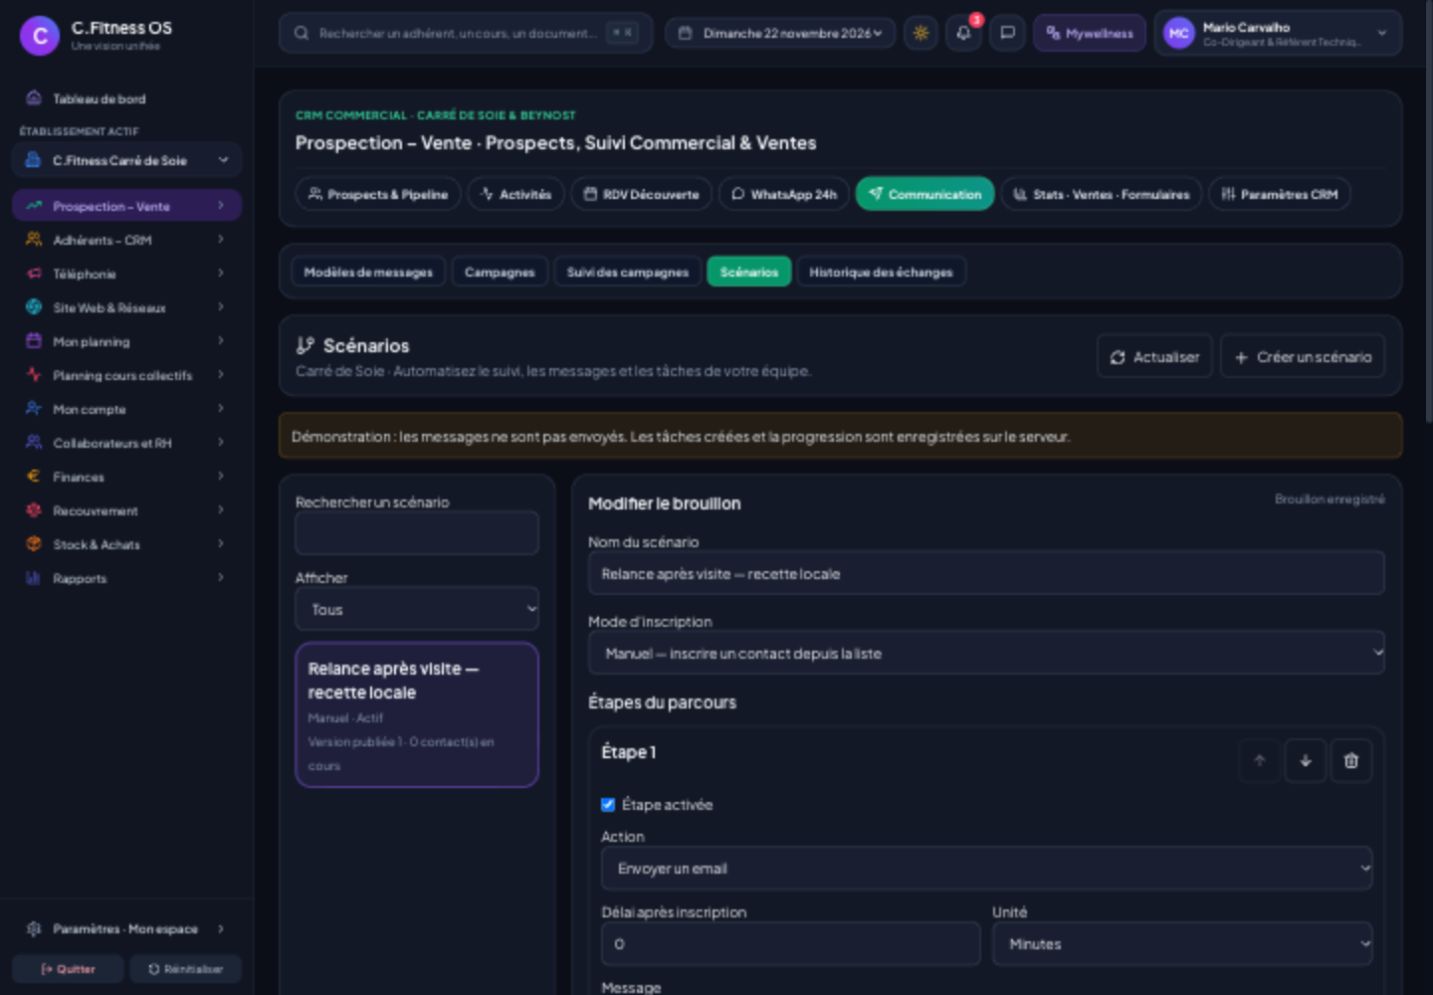 C
C.Fitness OS
Une vision unifiée
Rechercher un adhérent, un cours, un document...
⌘ K
Dimanche 22 novembre 2026
3
Mywellness
MC
Mario Carvalho
Co-Dirigeant & Référent Techniq...
Tableau de bord
ÉTABLISSEMENT ACTIF
C.Fitness Carré de Soie
Prospection – Vente
Adhérents – CRM
Téléphonie
Site Web & Réseaux
Mon planning
Planning cours collectifs
Mon compte
Collaborateurs et RH
Finances
Recouvrement
Stock & Achats
Rapports
Paramètres · Mon espace
Quitter
Réinitialiser
CRM COMMERCIAL · CARRÉ DE SOIE & BEYNOST
Prospection – Vente · Prospects, Suivi Commercial & Ventes
Prospects & Pipeline
Activités
RDV Découverte
WhatsApp 24h
Communication
Stats · Ventes · Formulaires
Paramètres CRM
Modèles de messages
Campagnes
Suivi des campagnes
Scénarios
Historique des échanges
Scénarios
Carré de Soie · Automatisez le suivi, les messages et les tâches de votre équipe.
Actualiser
+ Créer un scénario
Démonstration : les messages ne sont pas envoyés. Les tâches créées et la progression sont enregistrées sur le serveur.
Rechercher un scénario
Afficher
Tous
Relance après visite —
recette locale
Manuel · Actif
Version publiée 1 · 0 contact(s) en
cours
Modifier le brouillon
Brouillon enregistré
Nom du scénario
Relance après visite — recette locale
Mode d'inscription
Manuel — inscrire un contact depuis la liste
Étapes du parcours
Étape 1
Étape activée
Action
Envoyer un email
Délai après inscription
Unité
0
Minutes
Message